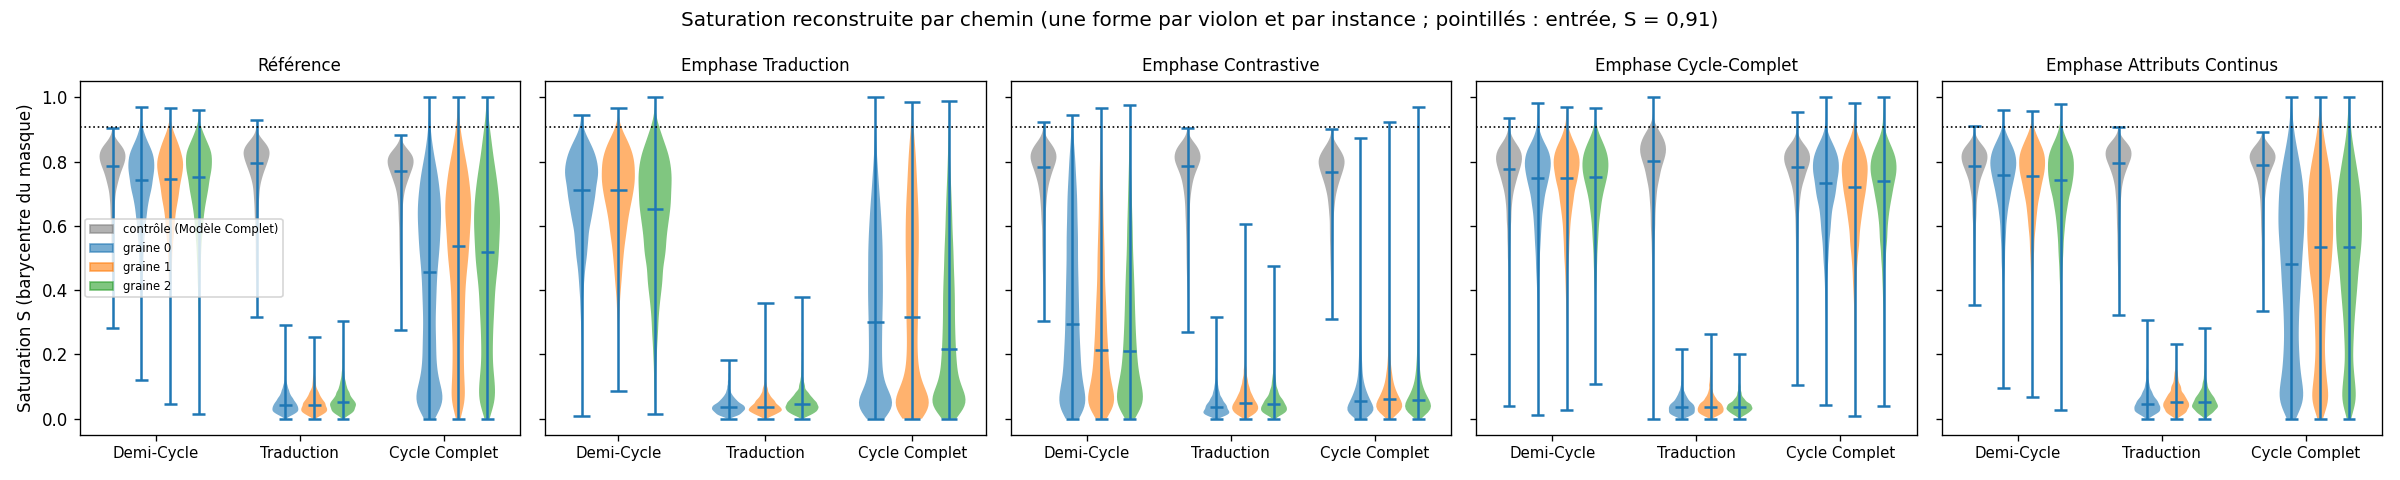 Saturation reconstruite par chemin (une forme par violon et par instance ; pointillés : entrée, S = 0,91)
Référence
Emphase Traduction
Emphase Contrastive
Emphase Cycle-Complet
Emphase Attributs Continus
Saturation S (barycentre du masque)
1.0
0.8
0.6
0.4
0.2
0.0
contrôle (Modèle Complet)
graine 0
graine 1
graine 2
Demi-Cycle
Traduction
Cycle Complet
Demi-Cycle
Traduction
Cycle Complet
Demi-Cycle
Traduction
Cycle Complet
Demi-Cycle
Traduction
Cycle Complet
Demi-Cycle
Traduction
Cycle Complet